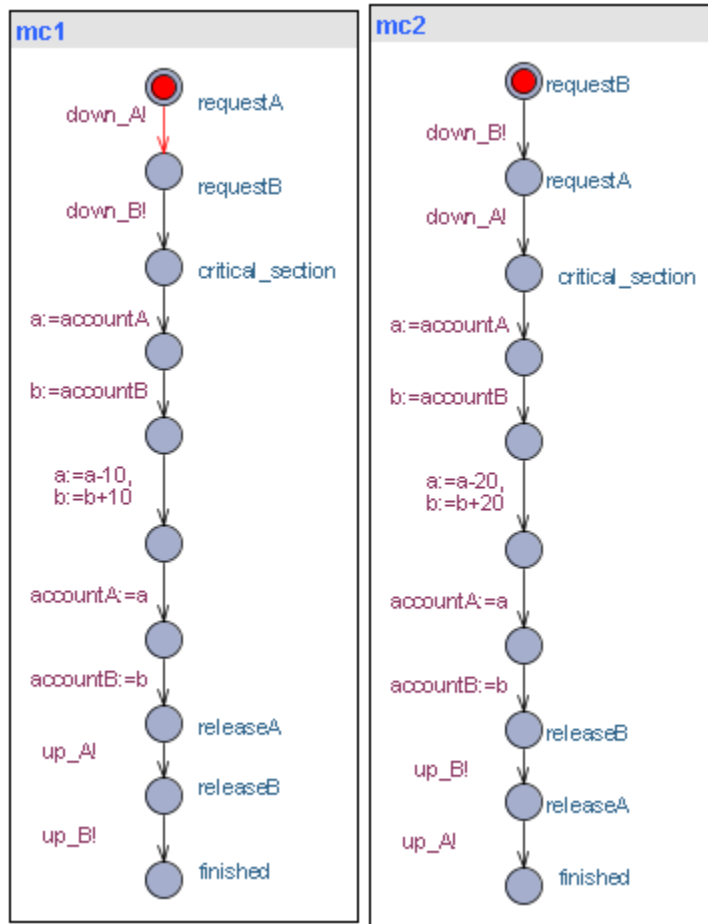 mc1
requestA
down_A!
requestB
down_B!
critical_section
a:=accountA
b:=accountB
a:=a-10,
b:=b+10
accountA:=a
accountB:=b
releaseA
up_A!
releaseB
up_B!
finished
mc2
requestB
down_B!
requestA
down_A!
critical_section
a:=accountA
b:=accountB
a:=a-20,
b:=b+20
accountA:=a
accountB:=b
releaseB
up_B!
releaseA
up_A!
finished